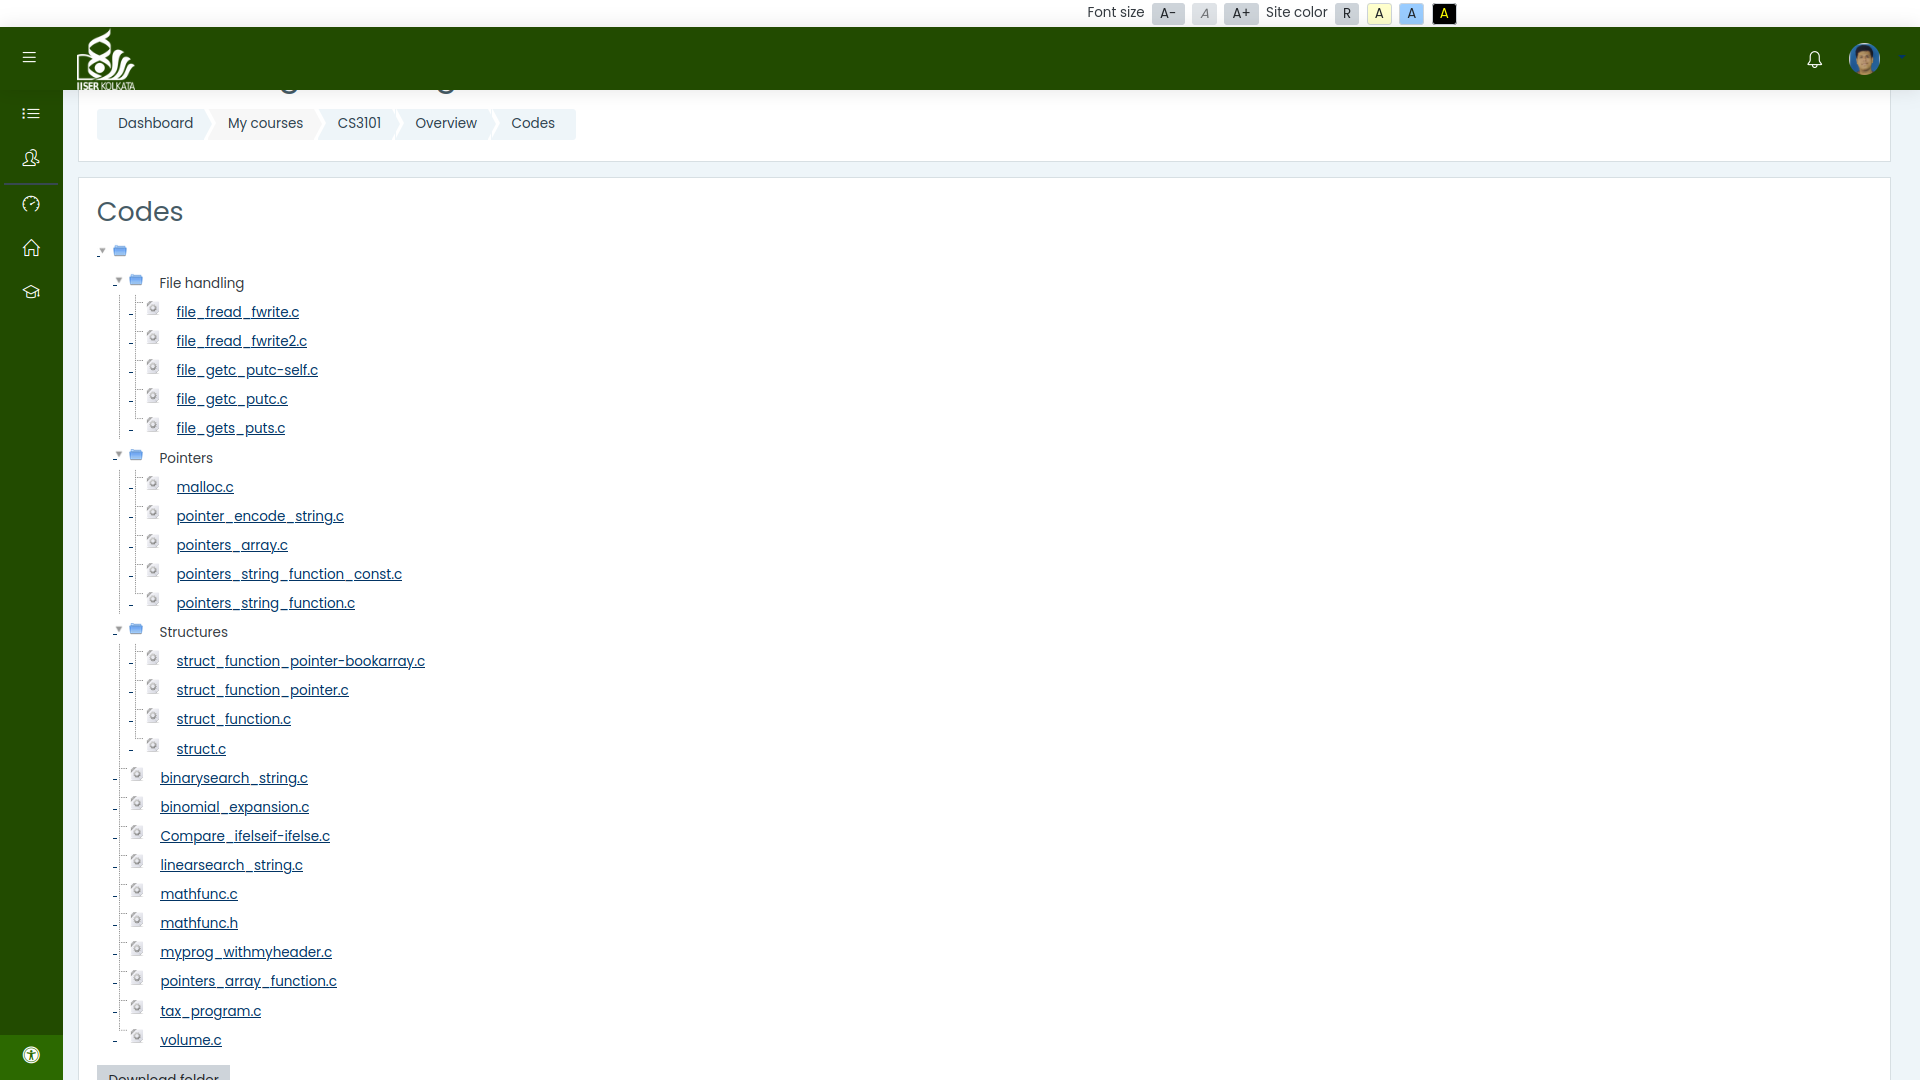 Font size A- A A+ Site color R A A A
IISER KOLKATA
Dashboard My courses CS3101 Overview Codes
Codes
File handling
file_fread_fwrite.c
file_fread_fwrite2.c
file_getc_putc-self.c
file_getc_putc.c
file_gets_puts.c
Pointers
malloc.c
pointer_encode_string.c
pointers_array.c
pointers_string_function_const.c
pointers_string_function.c
Structures
struct_function_pointer-bookarray.c
struct_function_pointer.c
struct_function.c
struct.c
binarysearch_string.c
binomial_expansion.c
Compare_ifelseif-ifelse.c
linearsearch_string.c
mathfunc.c
mathfunc.h
myprog_withmyheader.c
pointers_array_function.c
tax_program.c
volume.c
Download folder